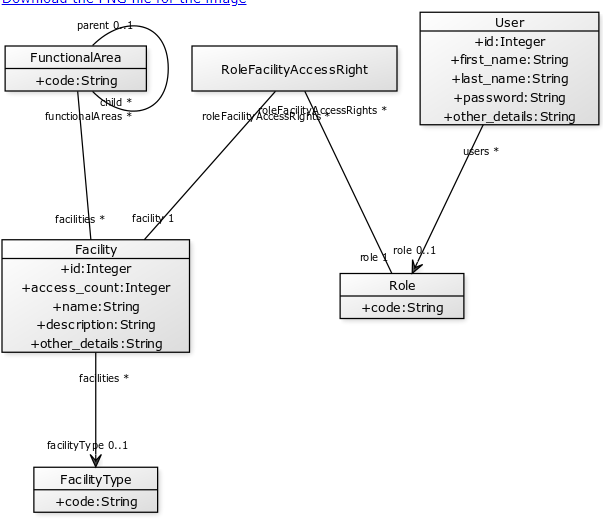 Download the PNG file for the image
parent 0..1
FunctionalArea
+code:String
child *
functionalAreas *
RoleFacilityAccessRight
roleFacilityAccessRights *
roleFacilityAccessRights *
User
+id:Integer
+first_name:String
+last_name:String
+password:String
+other_details:String
users *
facilities *
facility 1
role 1
role 0..1
Facility
+id:Integer
+access_count:Integer
+name:String
+description:String
+other_details:String
Role
+code:String
facilities *
facilityType 0..1
FacilityType
+code:String